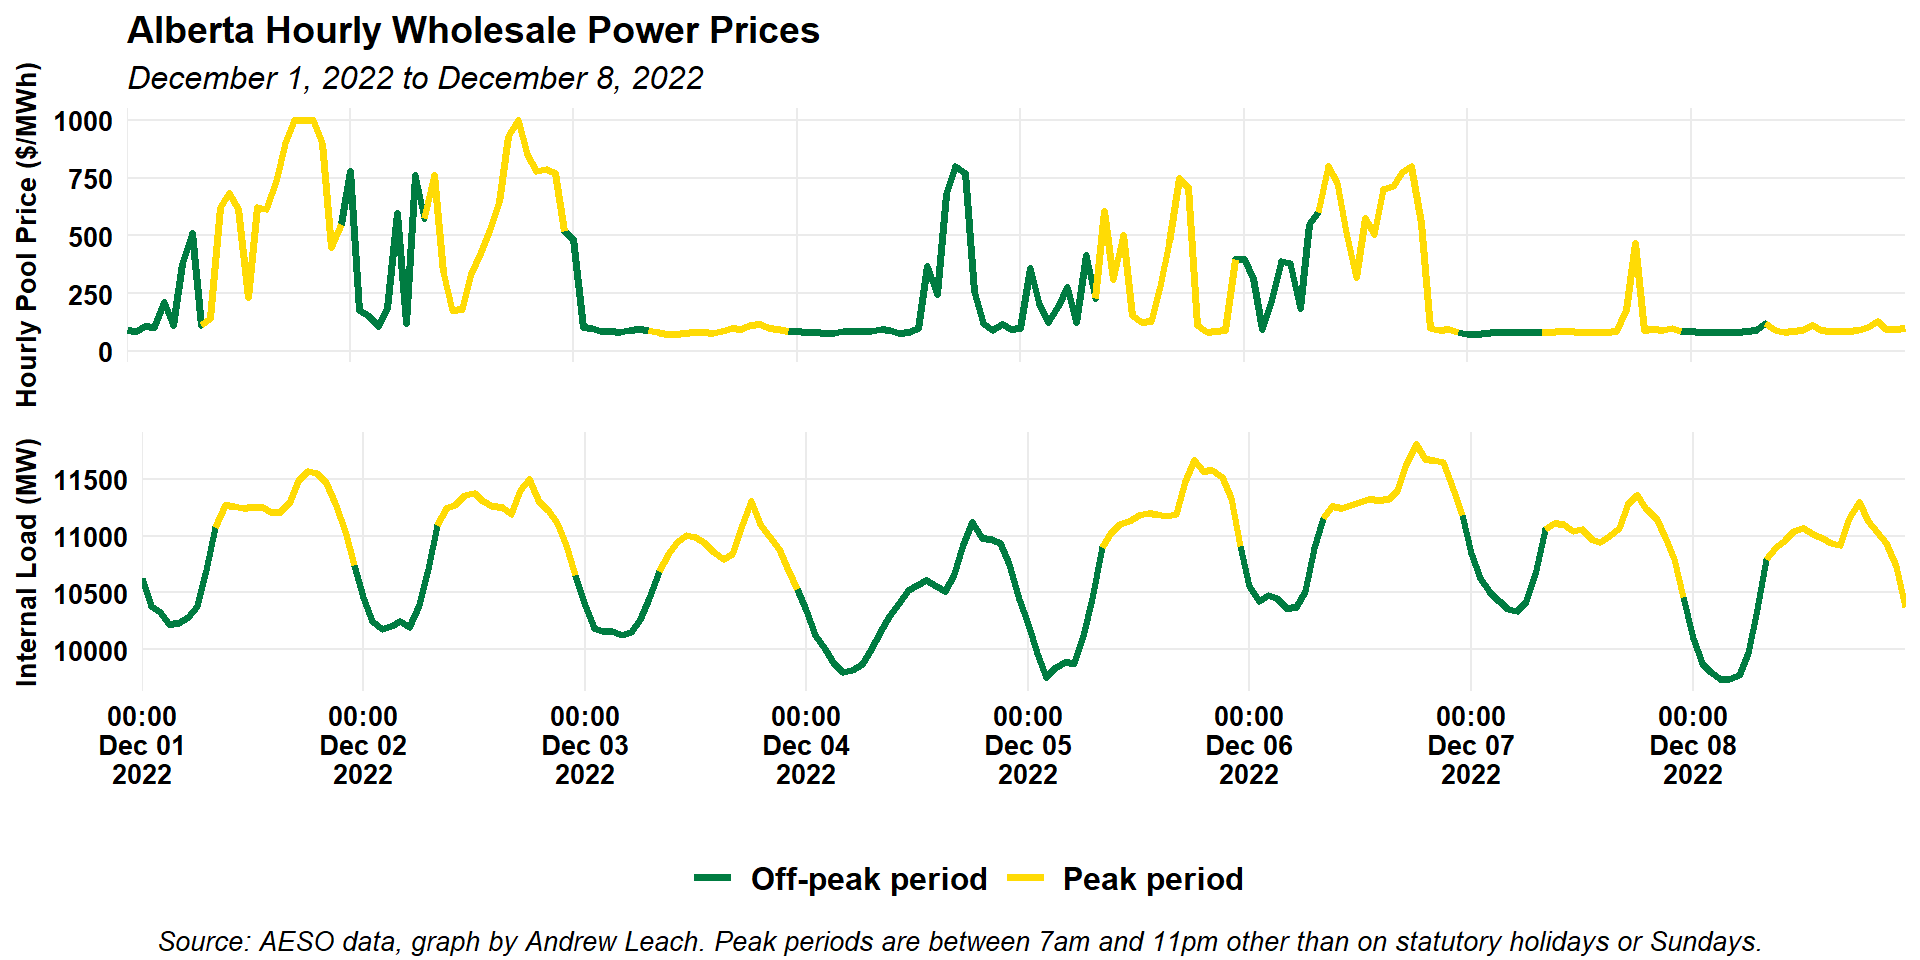 Alberta Hourly Wholesale Power Prices
December 1, 2022 to December 8, 2022
Hourly Pool Price ($/MWh)
1000
750
500
250
0
Internal Load (MW)
11500
11000
10500
10000
00:00 00:00 00:00 00:00 00:00 00:00 00:00 00:00
Dec 01 Dec 02 Dec 03 Dec 04 Dec 05 Dec 06 Dec 07 Dec 08
2022 2022 2022 2022 2022 2022 2022 2022
Off-peak period Peak period
Source: AESO data, graph by Andrew Leach. Peak periods are between 7am and 11pm other than on statutory holidays or Sundays.